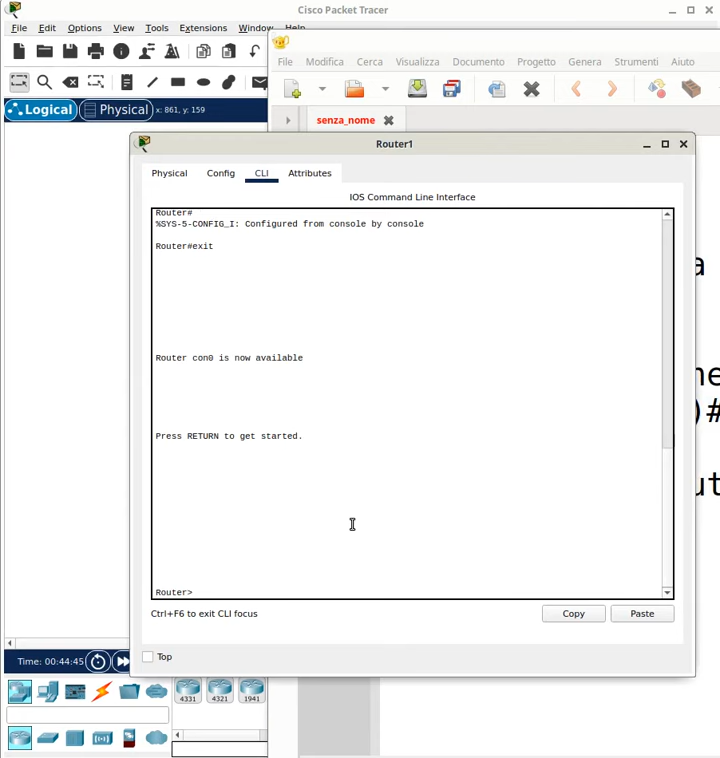 Cisco Packet Tracer
File Edit Options View Tools Extensions Window Help
File Modifica Cerca Visualizza Documento Progetto Genera Strumenti Aiuto
Logical Physical x: 861, y: 159
senza_nome
Router1
Physical Config CLI Attributes
IOS Command Line Interface
Router#
%SYS-5-CONFIG_I: Configured from console by console
Router#exit
Router con0 is now available
Press RETURN to get started.
Router>
Ctrl+F6 to exit CLI focus
Copy Paste
Top
Time: 00:44:45
4331 4321 1941
a
)#